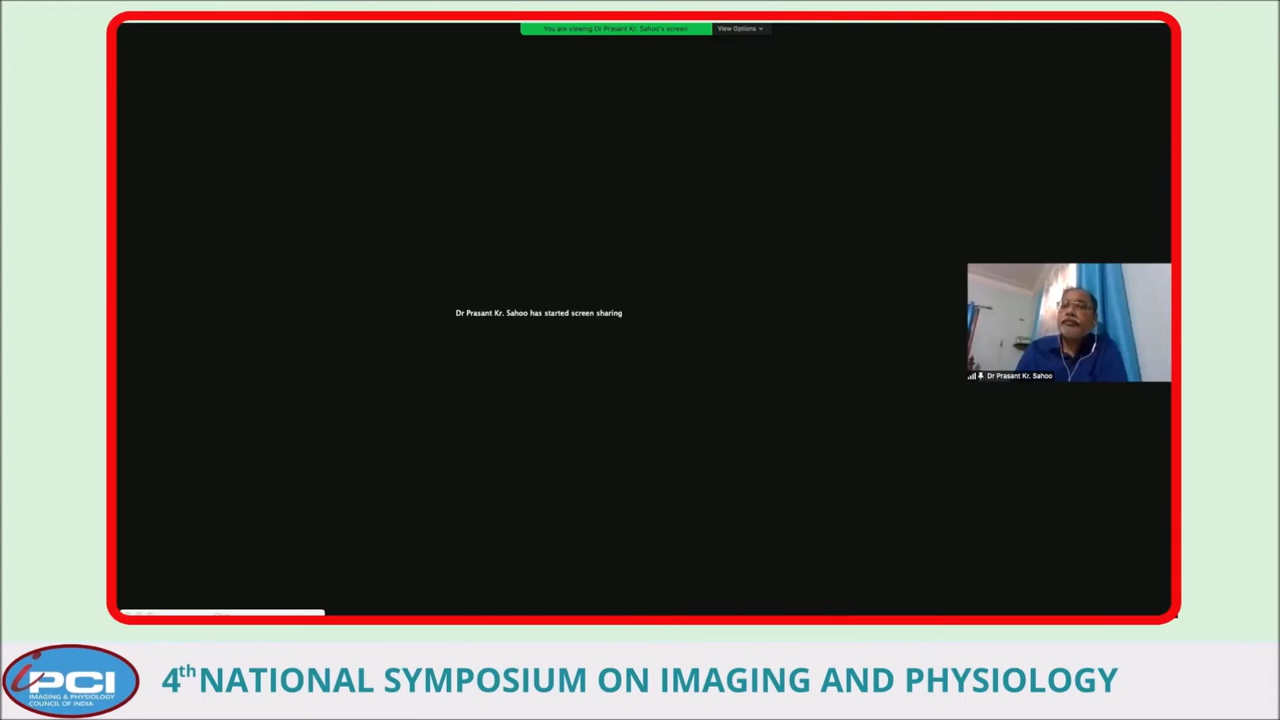 You are viewing Dr Prasant Kr. Sahoo's screen
View Options
Dr Prasant Kr. Sahoo has started screen sharing
Dr Prasant Kr. Sahoo
iPCI
IMAGING & PHYSIOLOGY
COUNCIL OF INDIA
4th NATIONAL SYMPOSIUM ON IMAGING AND PHYSIOLOGY